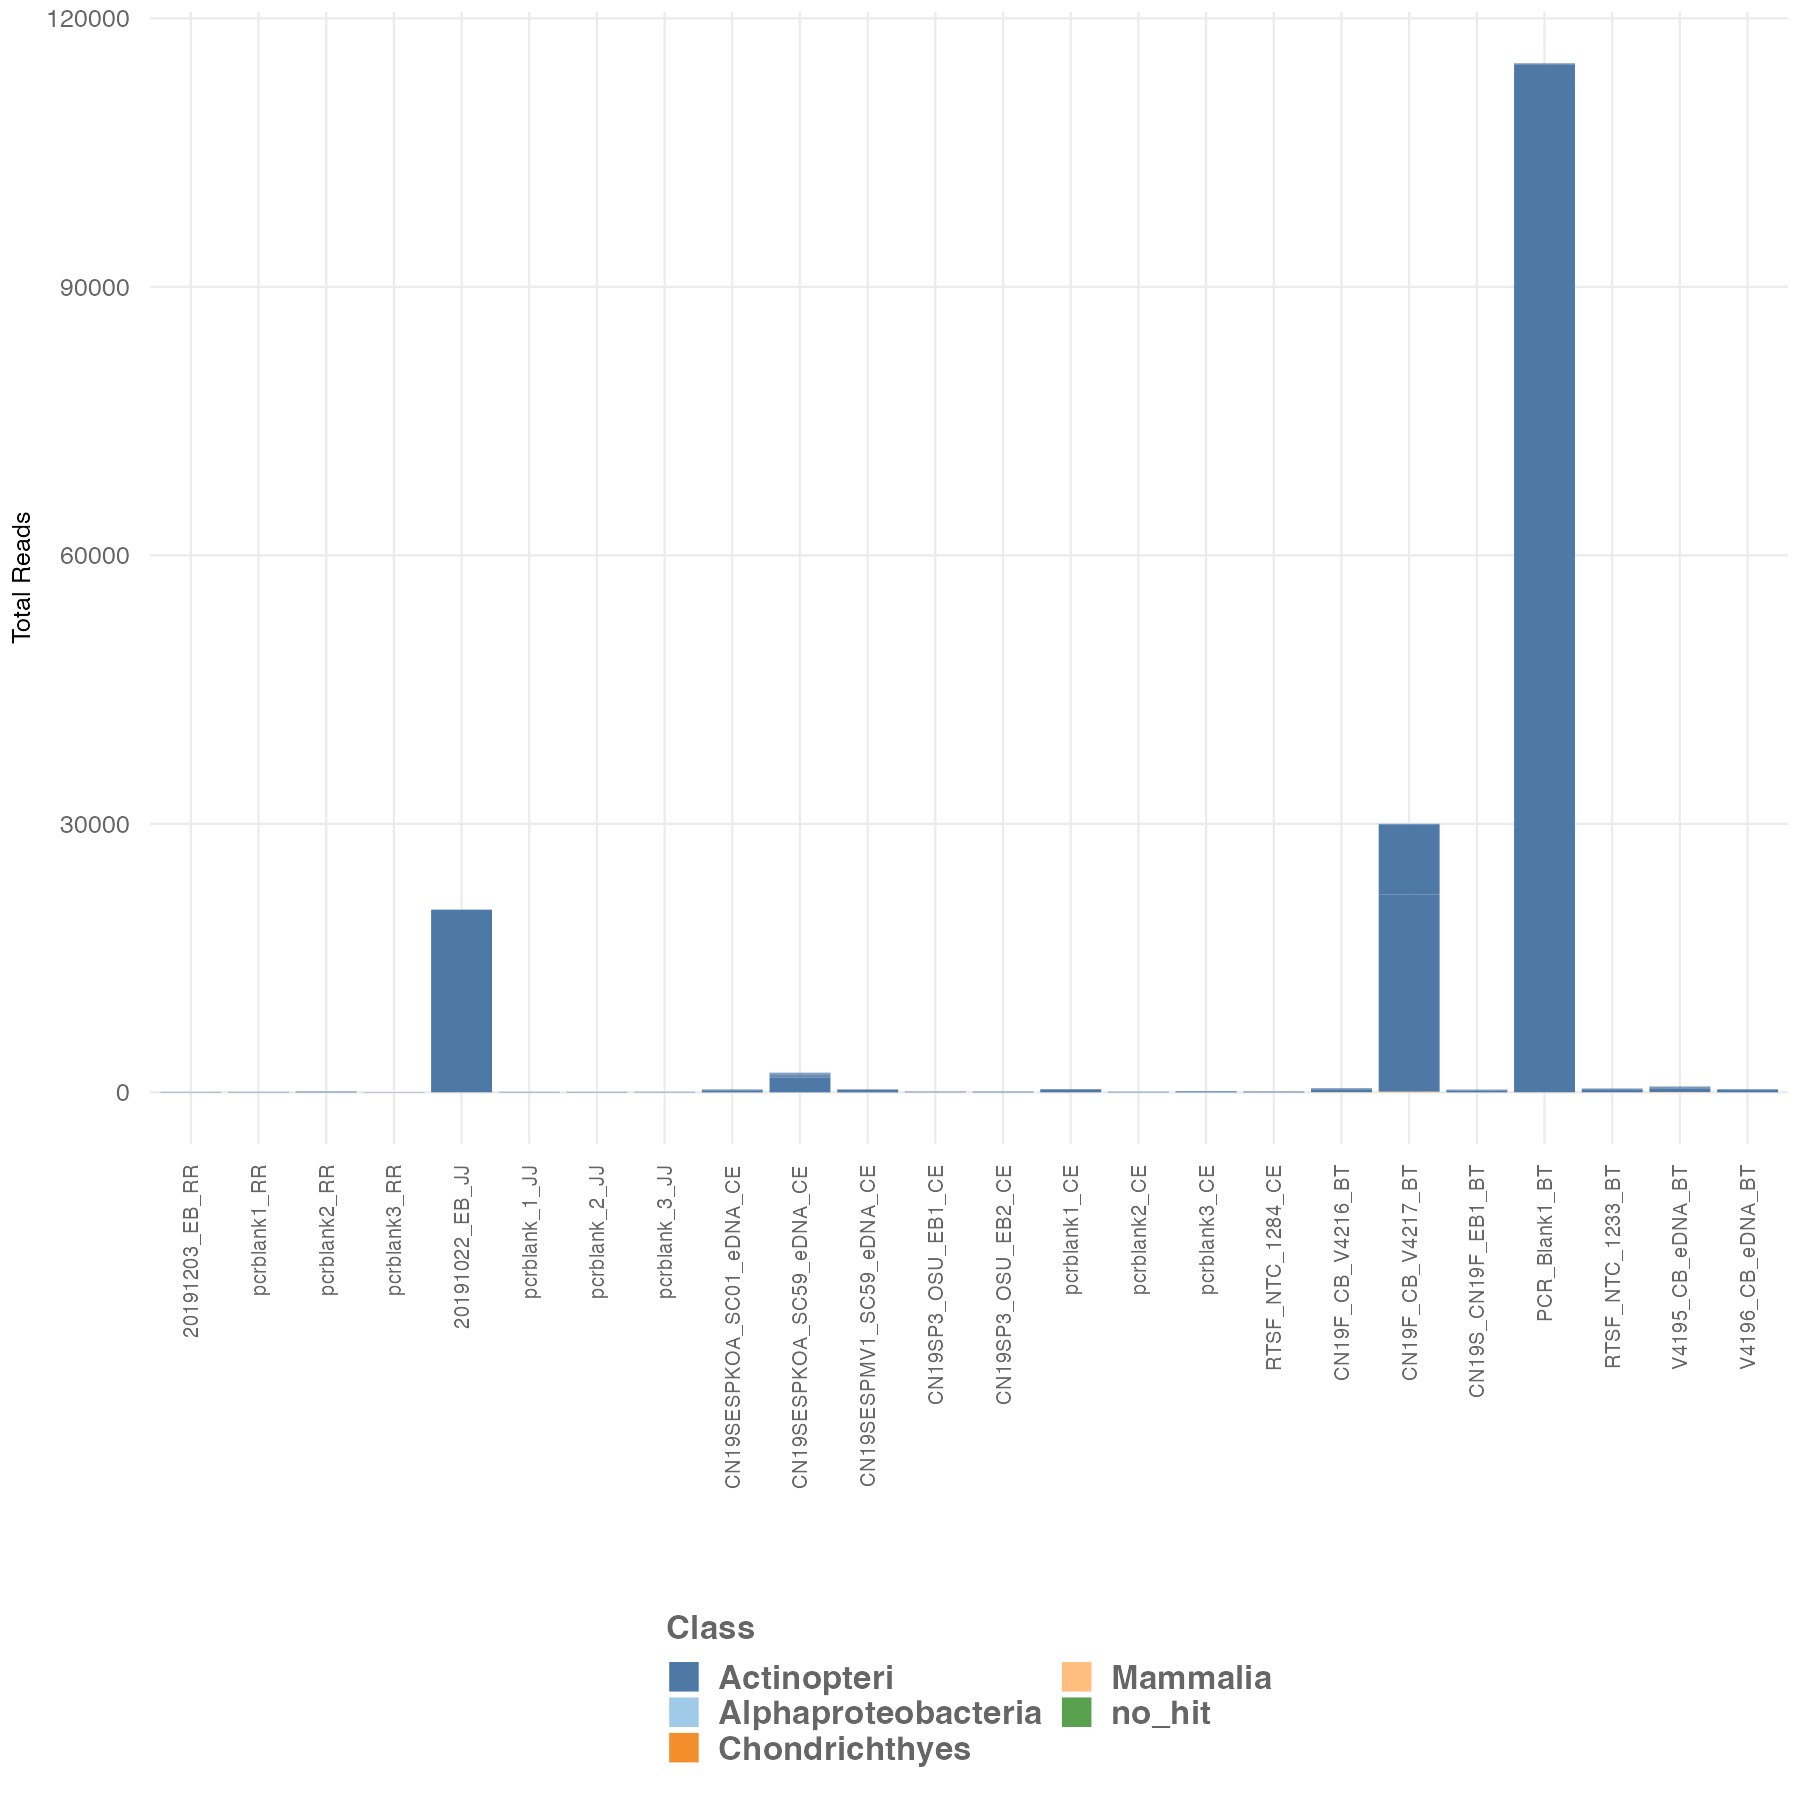 120000
90000
60000
30000
0
Total Reads
20191203_EB_RR
pcrblank1_RR
pcrblank2_RR
pcrblank3_RR
20191022_EB_JJ
pcrblank_1_JJ
pcrblank_2_JJ
pcrblank_3_JJ
CN19SESPKOA_SC01_eDNA_CE
CN19SESPKOA_SC59_eDNA_CE
CN19SESPMV1_SC59_eDNA_CE
CN19SP3_OSU_EB1_CE
CN19SP3_OSU_EB2_CE
pcrblank1_CE
pcrblank2_CE
pcrblank3_CE
RTSF_NTC_1284_CE
CN19F_CB_V4216_BT
CN19F_CB_V4217_BT
CN19S_CN19F_EB1_BT
PCR_Blank1_BT
RTSF_NTC_1233_BT
V4195_CB_eDNA_BT
V4196_CB_eDNA_BT
Class
Actinopteri
Alphaproteobacteria
Chondrichthyes
Mammalia
no_hit